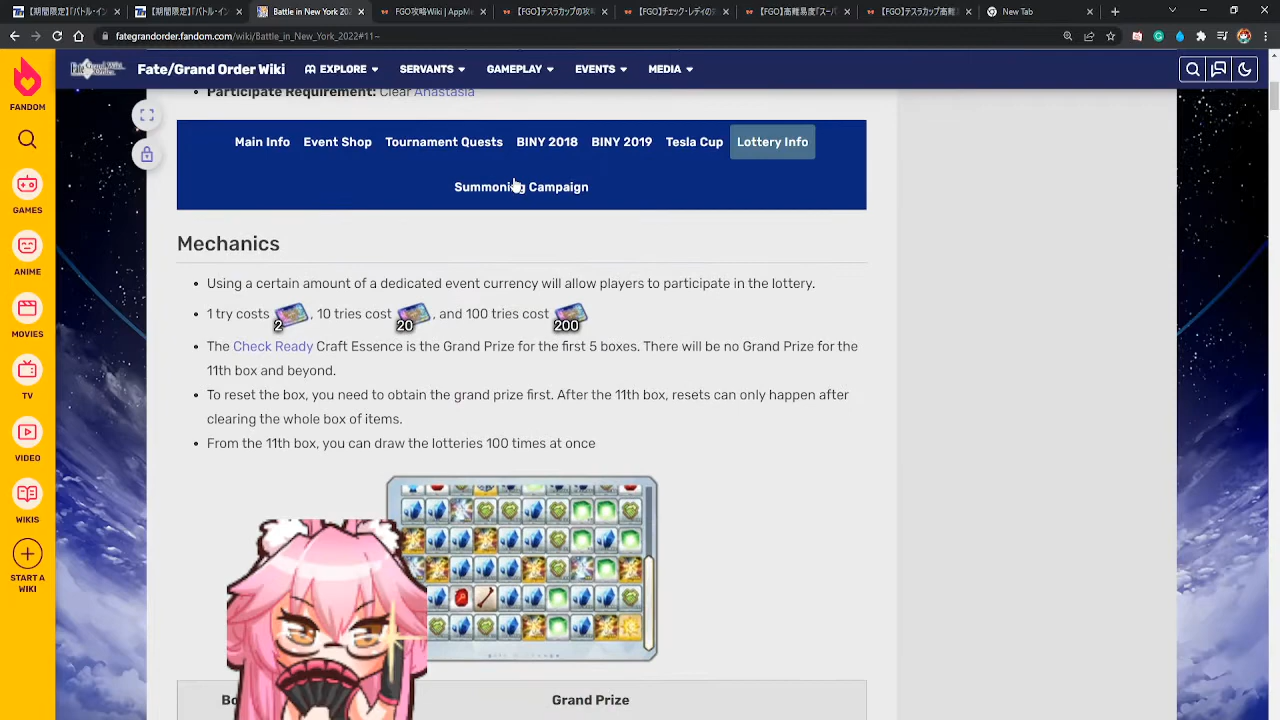 【期間限定】「バトル・イン
【期間限定】「バトル・イン
Battle in New York 2022
FGO攻略Wiki | AppMe
【FGO】テスラカップの攻略
【FGO】チェック・レディの
【FGO】高難易度「スーパ
【FGO】テスラカップ高難
New Tab
fategrandorder.fandom.com/wiki/Battle_in_New_York_2022#11~
FANDOM
Fate/Grand Order Wiki
EXPLORE
SERVANTS
GAMEPLAY
EVENTS
MEDIA
GAMES
ANIME
MOVIES
TV
VIDEO
WIKIS
START A
WIKI
Participate Requirement: Clear Anastasia
Main Info Event Shop Tournament Quests BINY 2018 BINY 2019 Tesla Cup Lottery Info
Summoning Campaign
Mechanics
Using a certain amount of a dedicated event currency will allow players to participate in the lottery.
1 try costs 2, 10 tries cost 20, and 100 tries cost 200
The Check Ready Craft Essence is the Grand Prize for the first 5 boxes. There will be no Grand Prize for the
11th box and beyond.
To reset the box, you need to obtain the grand prize first. After the 11th box, resets can only happen after
clearing the whole box of items.
From the 11th box, you can draw the lotteries 100 times at once
Grand Prize